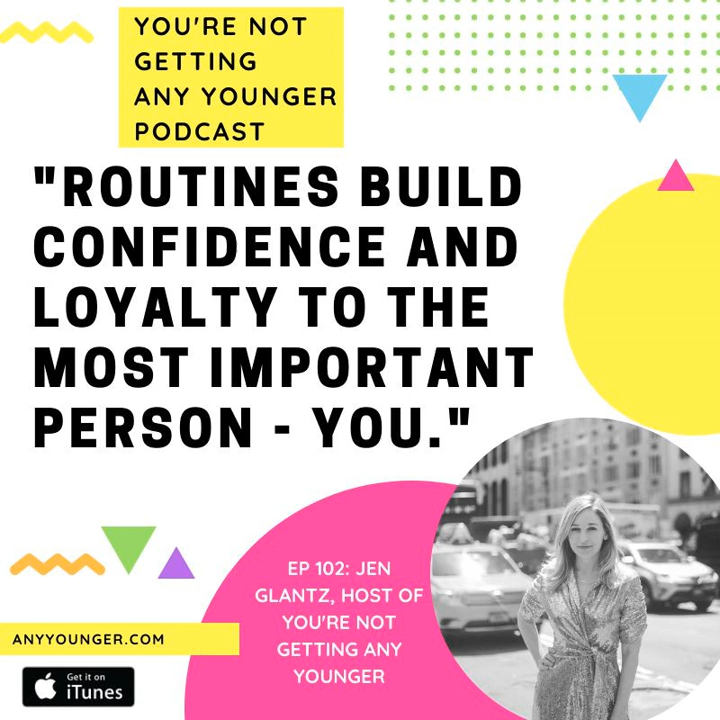 YOU'RE NOT
GETTING
ANY YOUNGER
PODCAST
"ROUTINES BUILD
CONFIDENCE AND
LOYALTY TO THE
MOST IMPORTANT
PERSON - YOU."
EP 102: JEN
GLANTZ, HOST OF
YOU'RE NOT
GETTING ANY
YOUNGER
ANYYOUNGER.COM
Get it on
iTunes